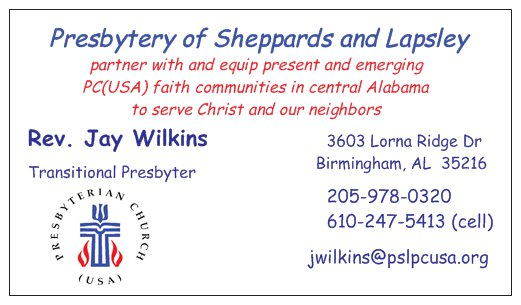 Presbytery of Sheppards and Lapsley
partner with and equip present and emerging
PC(USA) faith communities in central Alabama
to serve Christ and our neighbors
Rev. Jay Wilkins
Transitional Presbyter
PRESBYTERIAN CHURCH
(USA)
3603 Lorna Ridge Dr
Birmingham, AL 35216
205-978-0320
610-247-5413 (cell)
jwilkins@pslpcusa.org